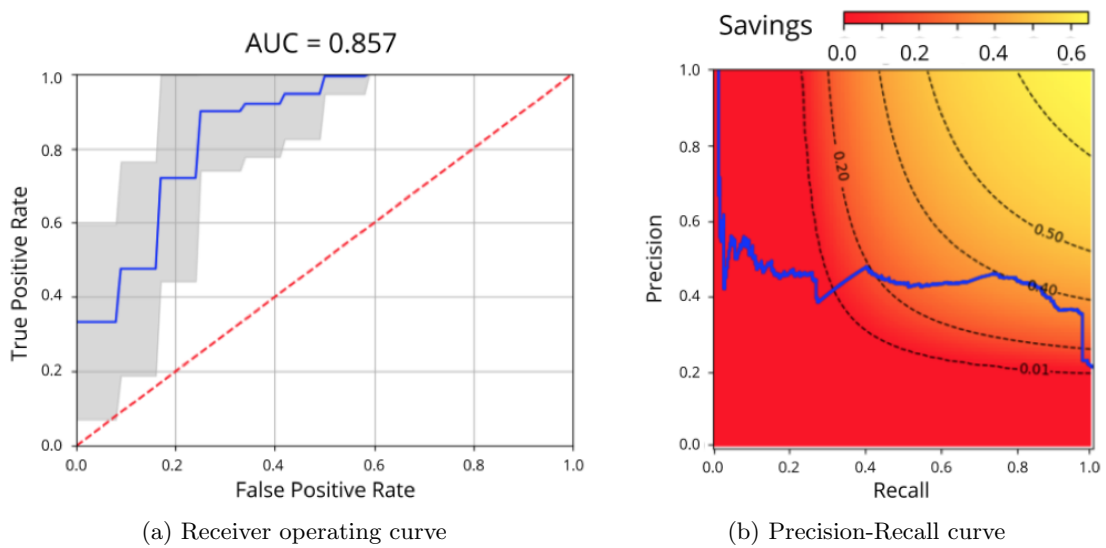 AUC = 0.857
1.0
0.8
0.6
0.4
0.2
0.0
True Positive Rate
0.0 0.2 0.4 0.6 0.8 1.0
False Positive Rate
(a) Receiver operating curve
Savings
0.0 0.2 0.4 0.6
1.0
0.8
0.6
0.4
0.2
0.0
Precision
0.20
0.50
0.40
0.01
0.0 0.2 0.4 0.6 0.8 1.0
Recall
(b) Precision-Recall curve